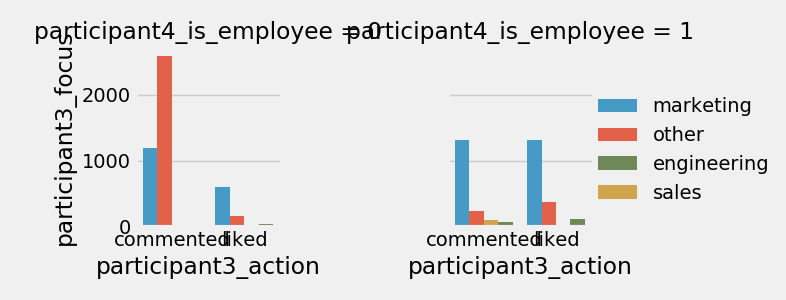 participant4_is_employee = 0
participant4_is_employee = 1
participant3_focus
2000
1000
0
commented
liked
commented
liked
participant3_action
participant3_action
marketing
other
engineering
sales